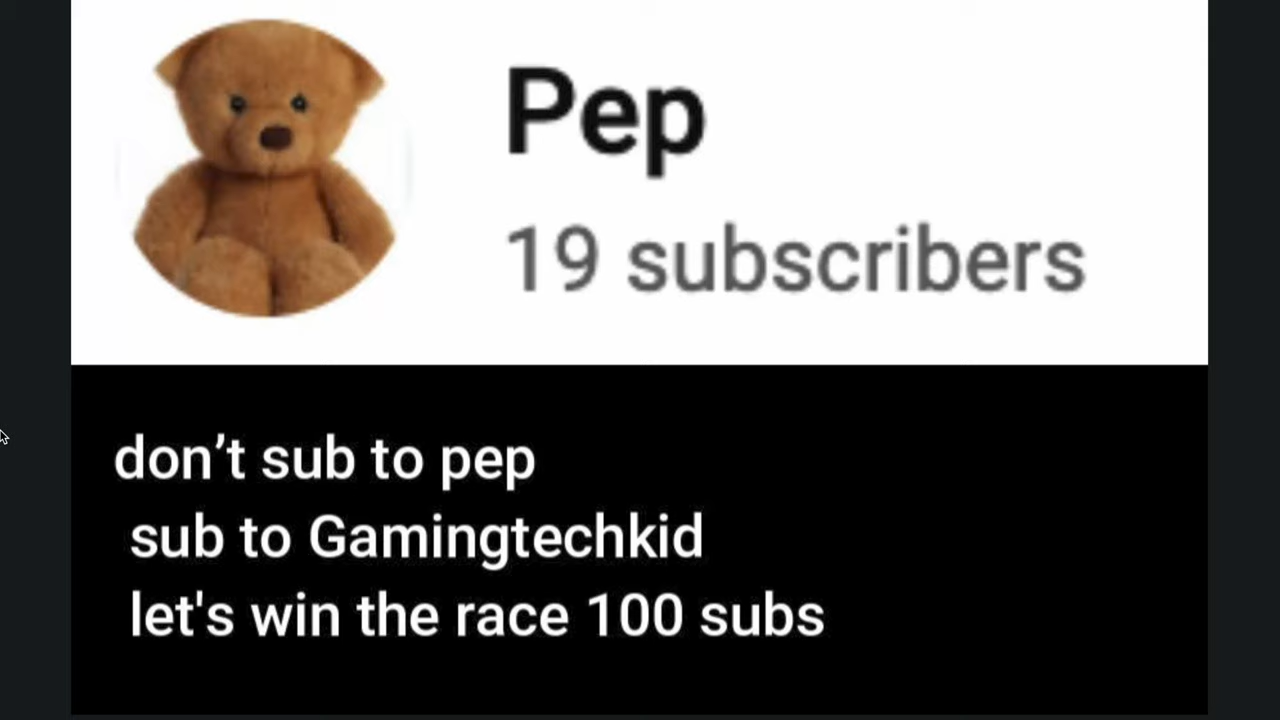 Pep
19 subscribers
don’t sub to pep
sub to Gamingtechkid
let's win the race 100 subs